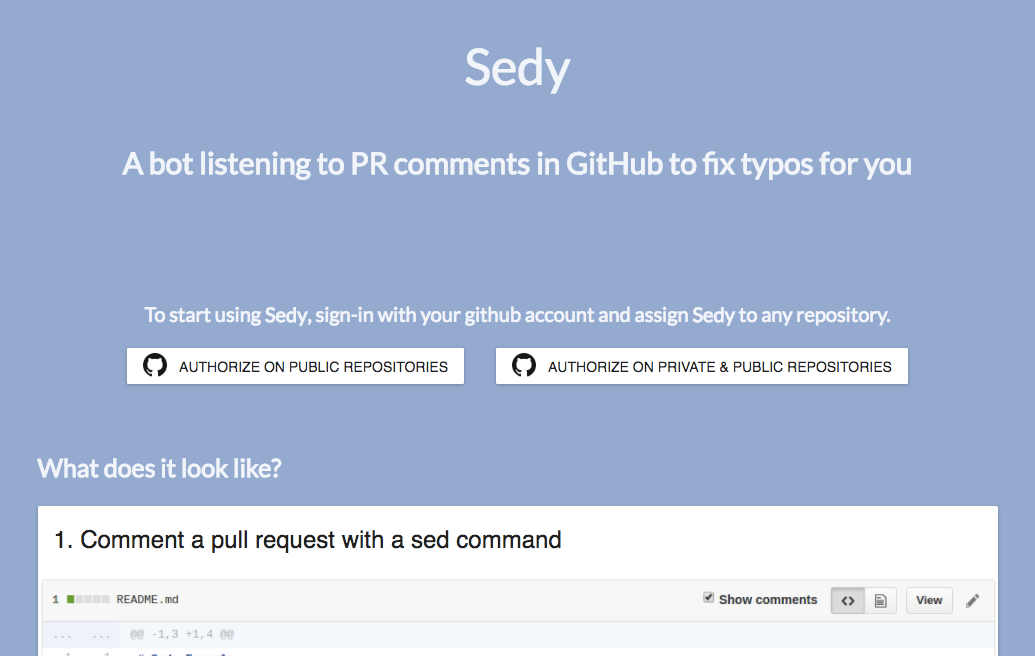 Sedy
A bot listening to PR comments in GitHub to fix typos for you
To start using Sedy, sign-in with your github account and assign Sedy to any repository.
AUTHORIZE ON PUBLIC REPOSITORIES
AUTHORIZE ON PRIVATE & PUBLIC REPOSITORIES
What does it look like?
1. Comment a pull request with a sed command
1 README.md Show comments <> View
... ... @@ -1,3 +1,4 @@